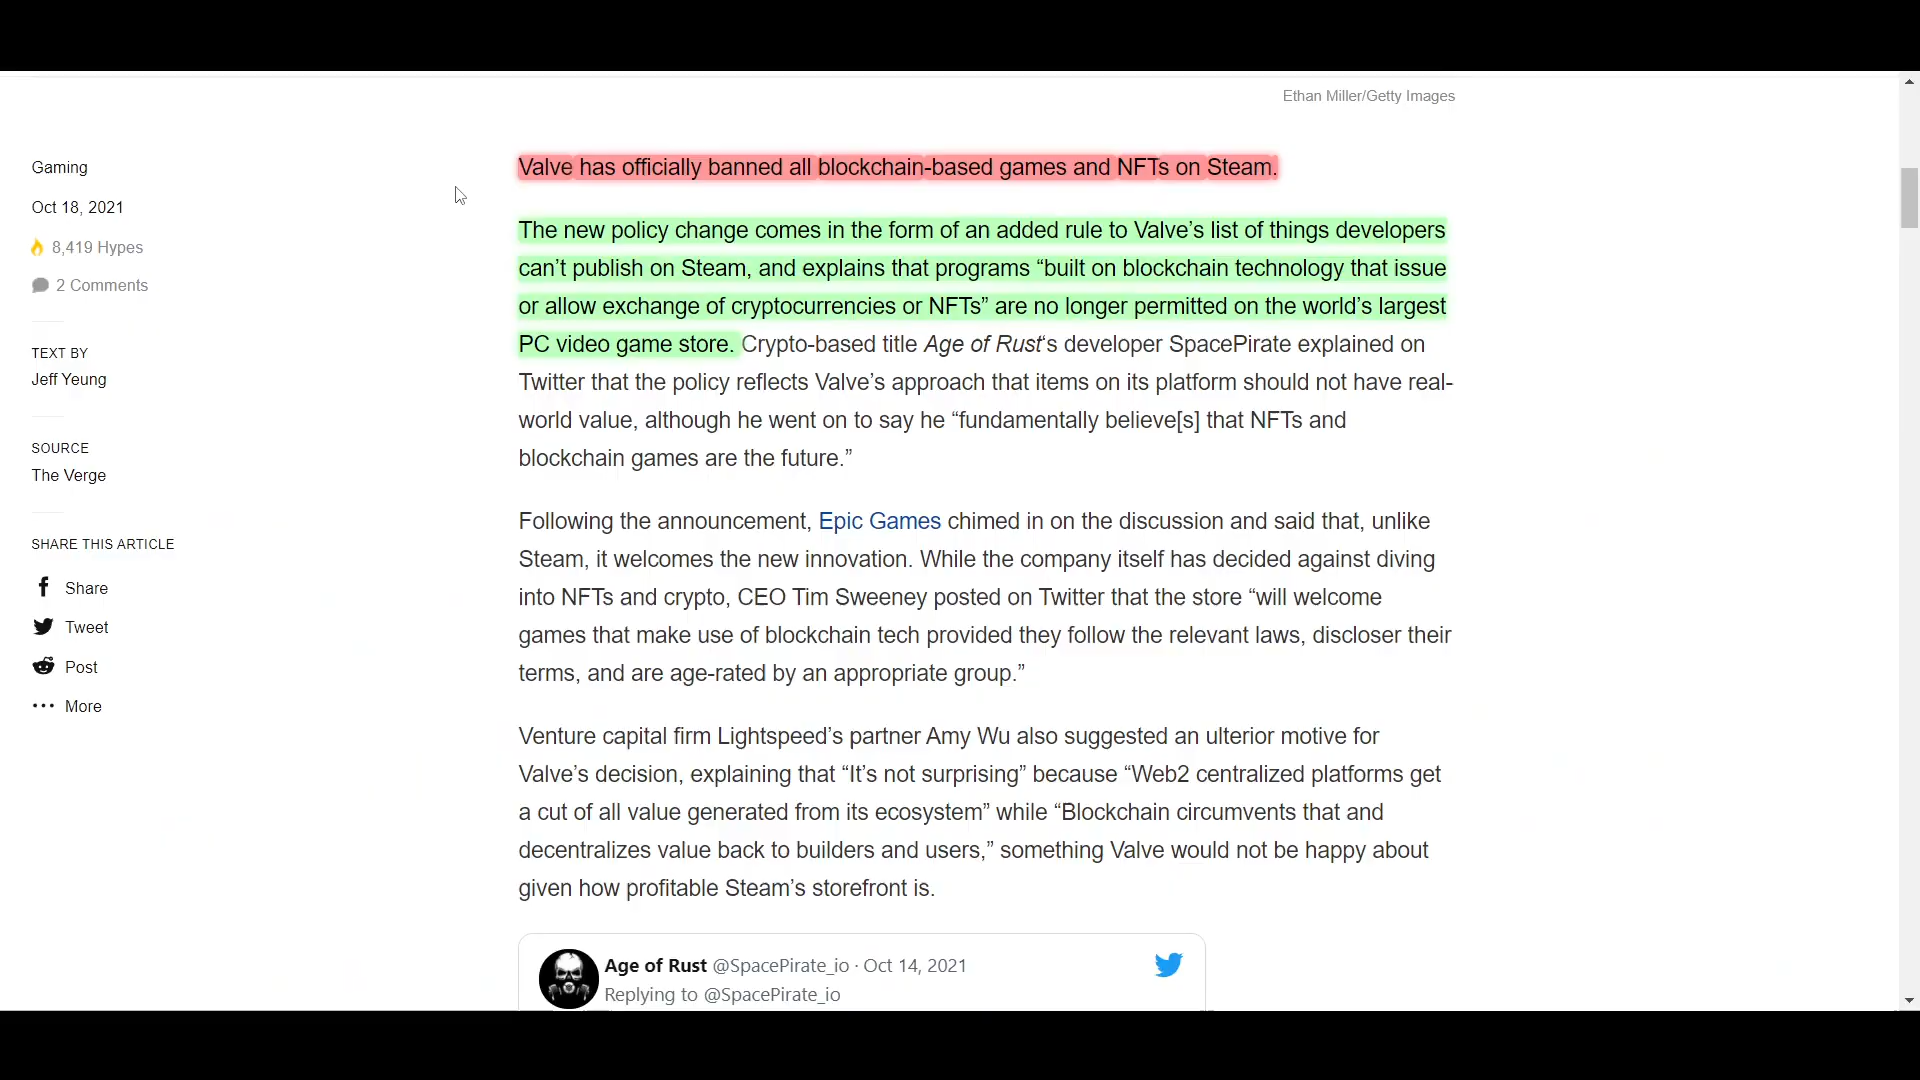 Ethan Miller/Getty Images
Gaming
Oct 18, 2021
8,419 Hypes
2 Comments
TEXT BY
Jeff Yeung
SOURCE
The Verge
SHARE THIS ARTICLE
Share
Tweet
Post
More
Valve has officially banned all blockchain-based games and NFTs on Steam.
The new policy change comes in the form of an added rule to Valve’s list of things developers
can’t publish on Steam, and explains that programs “built on blockchain technology that issue
or allow exchange of cryptocurrencies or NFTs” are no longer permitted on the world’s largest
PC video game store. Crypto-based title Age of Rust‘s developer SpacePirate explained on
Twitter that the policy reflects Valve’s approach that items on its platform should not have real-
world value, although he went on to say he “fundamentally believe[s] that NFTs and
blockchain games are the future.”
Following the announcement, Epic Games chimed in on the discussion and said that, unlike
Steam, it welcomes the new innovation. While the company itself has decided against diving
into NFTs and crypto, CEO Tim Sweeney posted on Twitter that the store “will welcome
games that make use of blockchain tech provided they follow the relevant laws, discloser their
terms, and are age-rated by an appropriate group.”
Venture capital firm Lightspeed’s partner Amy Wu also suggested an ulterior motive for
Valve’s decision, explaining that “It’s not surprising” because “Web2 centralized platforms get
a cut of all value generated from its ecosystem” while “Blockchain circumvents that and
decentralizes value back to builders and users,” something Valve would not be happy about
given how profitable Steam’s storefront is.
Age of Rust @SpacePirate_io · Oct 14, 2021
Replying to @SpacePirate_io